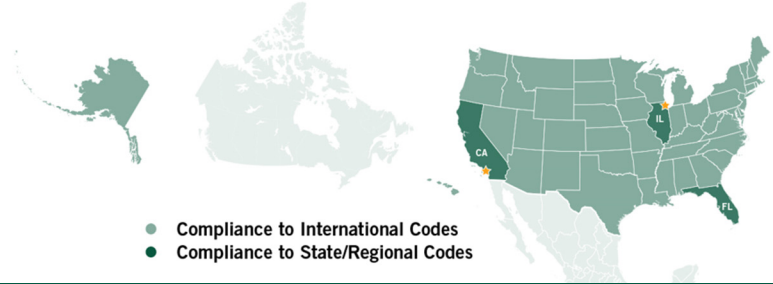 IL
CA
FL
Compliance to International Codes
Compliance to State/Regional Codes